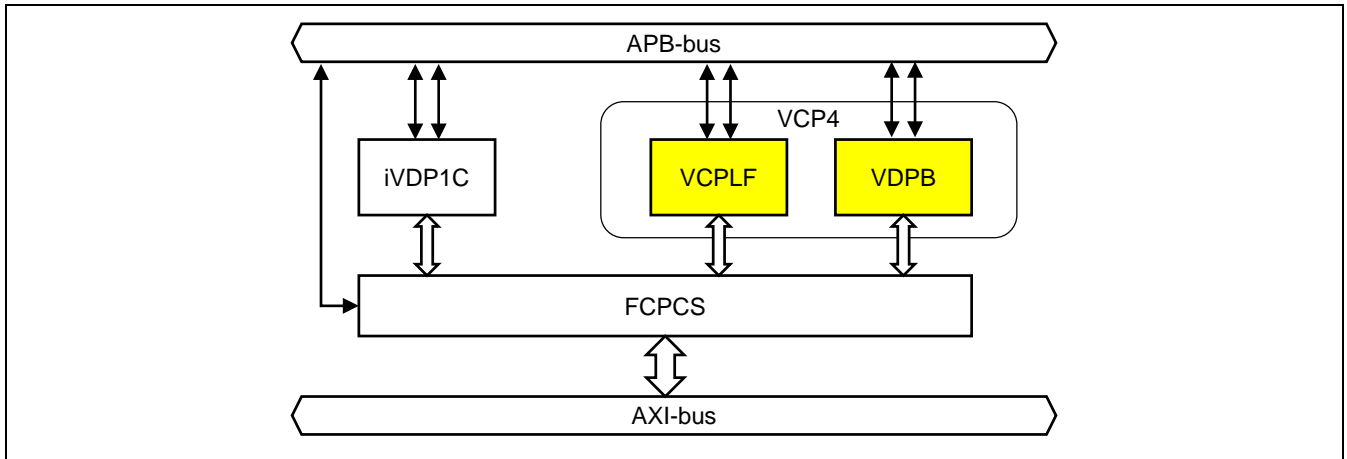 APB-bus
VCP4
iVDP1C
VCPLF
VDPB
FCPCS
AXI-bus